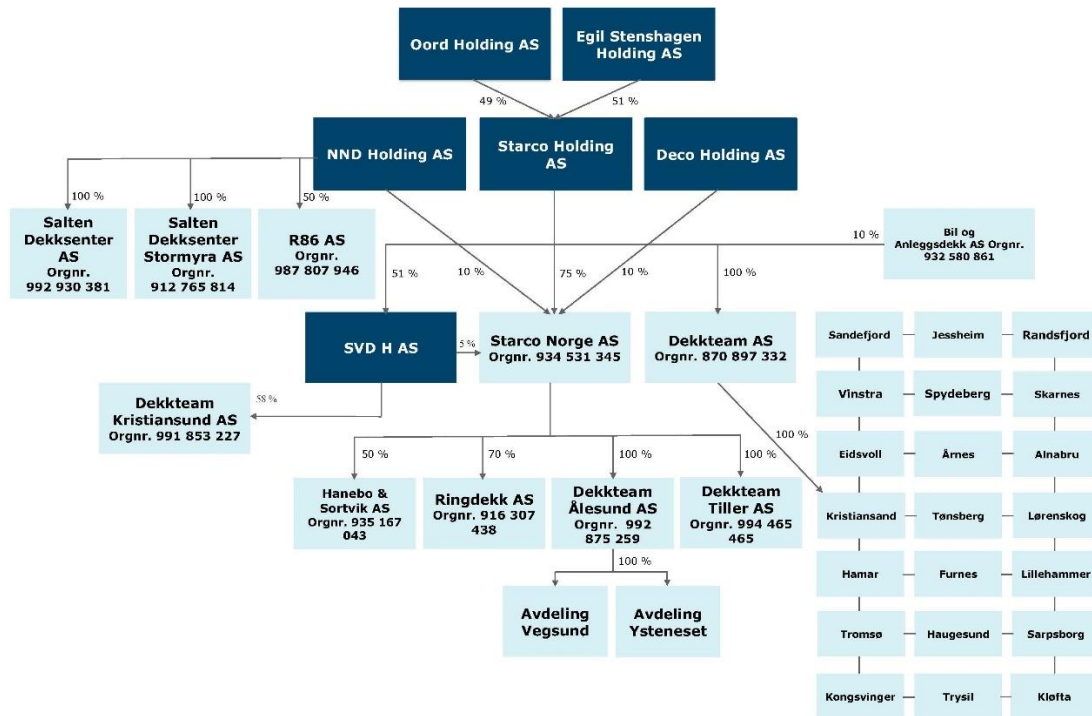 Oord Holding AS
Egil Stenshagen
Holding AS
49 %
51 %
NND Holding AS
Starco Holding
AS
Deco Holding AS
100 %
100 %
50 %
Salten
Dekksenter
AS
Orgnr.
992 930 381
Salten
Dekksenter
Stormyra AS
Orgnr.
912 765 814
R86 AS
Orgnr.
987 807 946
10 %
Bil og
Anleggsdekk AS Orgnr.
932 580 861
51 %
10 %
75 %
10 %
100 %
SVD H AS
5 %
Starco Norge AS
Orgnr. 934 531 345
Dekkteam AS
Orgnr. 870 897 332
58 %
Dekkteam
Kristiansund AS
Orgnr. 991 853 227
100 %
50 %
70 %
100 %
100 %
Hanebo &
Sortvik AS
Orgnr. 935 167
043
Ringdekk AS
Orgnr. 916 307
438
Dekkteam
Ålesund AS
Orgnr. 992
875 259
Dekkteam
Tiller AS
Orgnr. 994 465
465
100 %
Avdeling
Vegsund
Avdeling
Ysteneset
Sandefjord
Jessheim
Randsfjord
Vinstra
Spydeberg
Skarnes
Eidsvoll
Årnes
Alnabru
Kristiansand
Tønsberg
Lørenskog
Hamar
Furnes
Lillehammer
Tromsø
Haugesund
Sarpsborg
Kongsvinger
Trysil
Kløfta